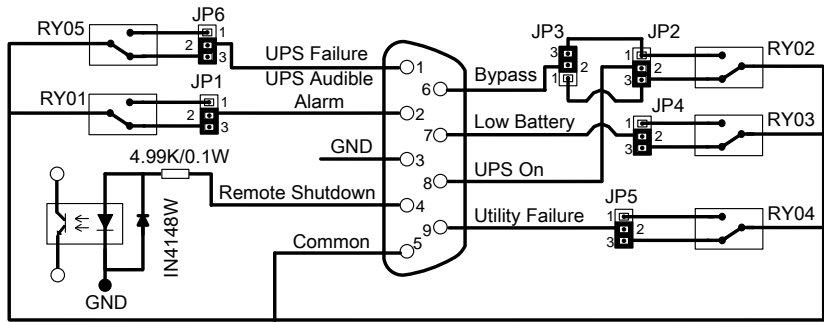 RY05
JP6
1
2
3
UPS Failure
UPS Audible
Alarm
RY01
JP1
1
2
3
GND
4.99K/0.1W
Remote Shutdown
IN4148W
Common
GND
1
2
3
4
5
6
7
8
9
Bypass
Low Battery
UPS On
Utility Failure
JP3
3
2
1
JP2
1
2
3
RY02
JP4
1
2
3
RY03
JP5
1
2
3
RY04